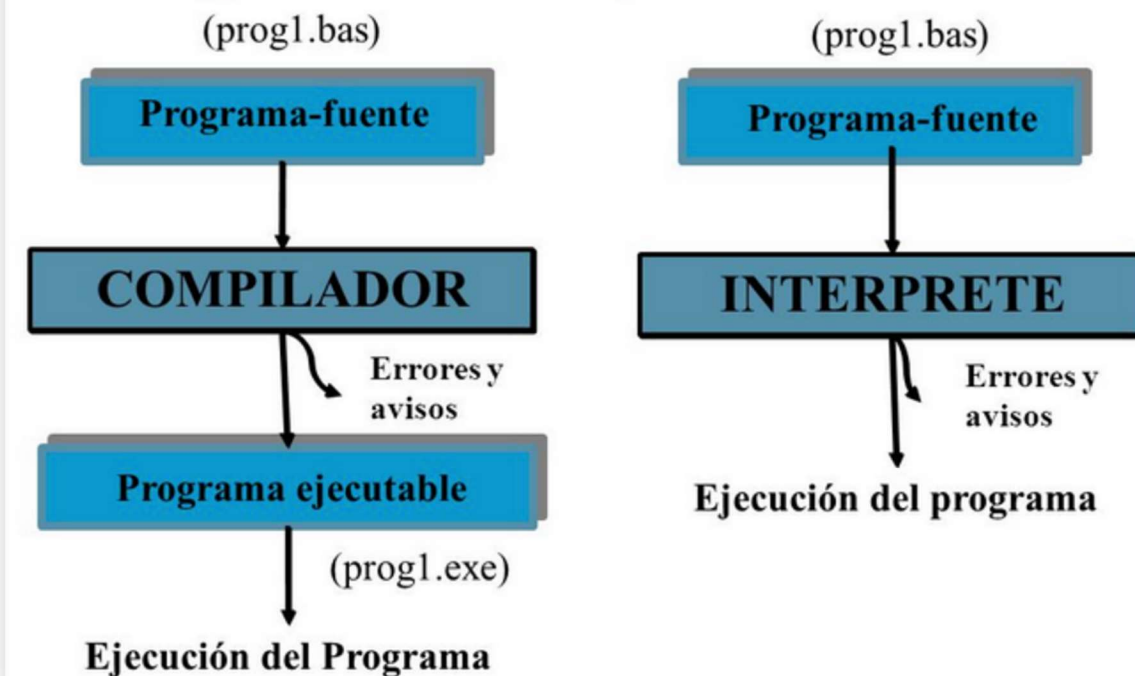 (prog1.bas)
Programa-fuente
COMPILADOR
Errores y
avisos
Programa ejecutable
(prog1.exe)
Ejecución del Programa
(prog1.bas)
Programa-fuente
INTERPRETE
Errores y
avisos
Ejecución del programa